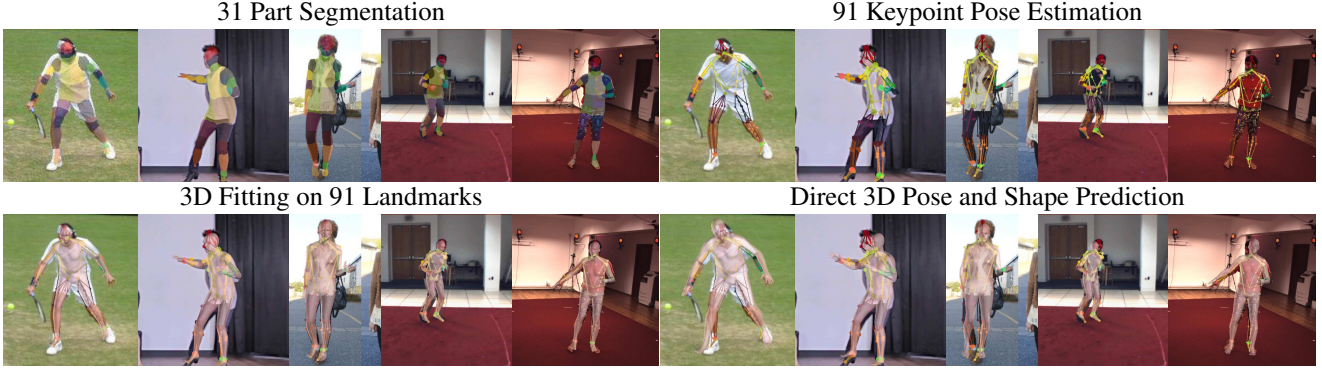 31 Part Segmentation
91 Keypoint Pose Estimation
3D Fitting on 91 Landmarks
Direct 3D Pose and Shape Prediction